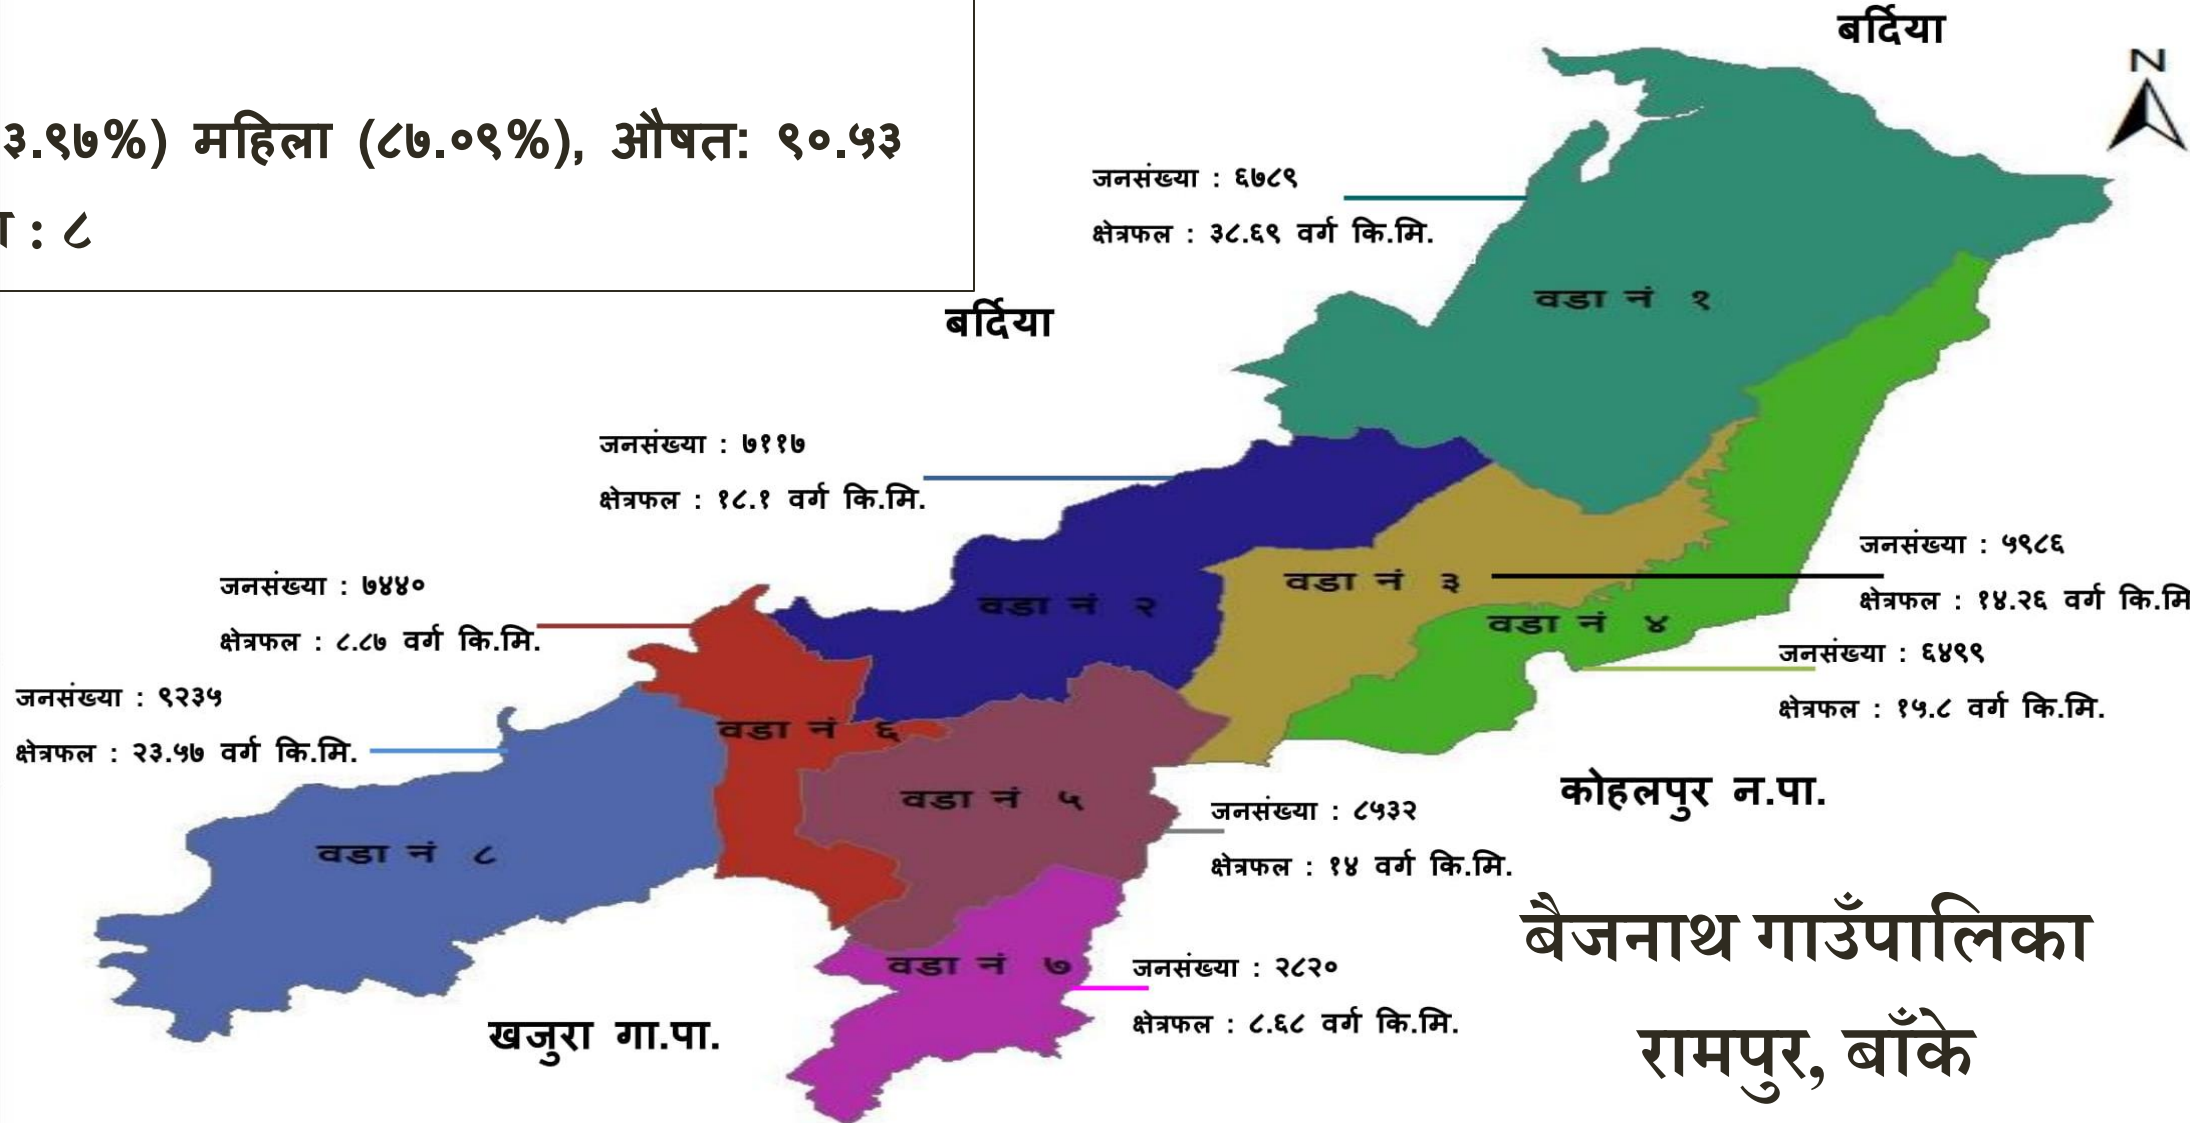 बर्दिया
N
३.९७%) महिला (८७.०९%), औषत: ९०.५३
: ८
जनसंख्या : ६७८९
क्षेत्रफल : ३८.६९ वर्ग कि.मि.
वडा नं १
बर्दिया
जनसंख्या : ७११७
क्षेत्रफल : १८.१ वर्ग कि.मि.
जनसंख्या : ५९८६
क्षेत्रफल : १४.२६ वर्ग कि.मि
वडा नं ३
वडा नं २
वडा नं ४
जनसंख्या : ७४४०
क्षेत्रफल : ८.८७ वर्ग कि.मि.
जनसंख्या : ६४९९
क्षेत्रफल : १५.८ वर्ग कि.मि.
जनसंख्या : ९२३५
क्षेत्रफल : २३.५७ वर्ग कि.मि.
वडा नं ६
कोहलपुर न.पा.
वडा नं ५
जनसंख्या : ८५३२
क्षेत्रफल : १४ वर्ग कि.मि.
वडा नं ८
बैजनाथ गाउँपालिका
रामपुर, बाँके
वडा नं ७
जनसंख्या : २८२०
क्षेत्रफल : ८.६८ वर्ग कि.मि.
खजुरा गा.पा.